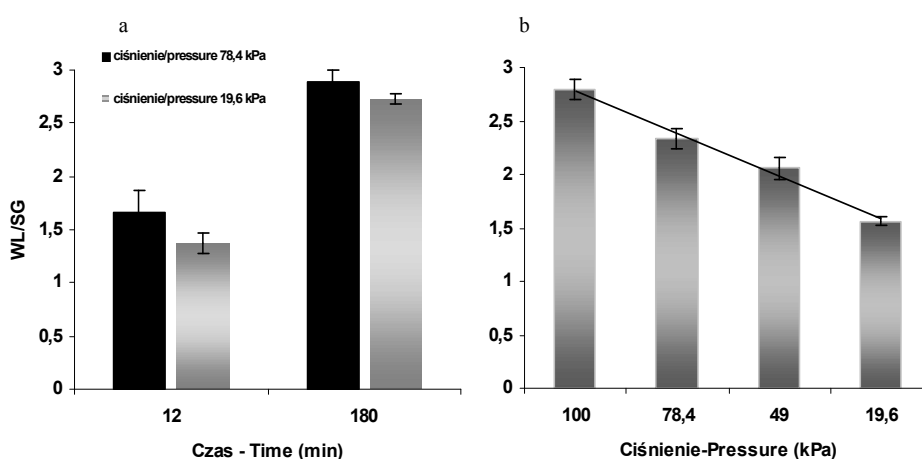 a
ciśnienie/pressure 78,4 kPa
ciśnienie/pressure 19,6 kPa
3
2,5
2
1,5
1
0,5
0
WL/SG
12 180
Czas - Time (min)
b
3
2,5
2
1,5
1
0,5
0
100 78,4 49 19,6
Ciśnienie-Pressure (kPa)